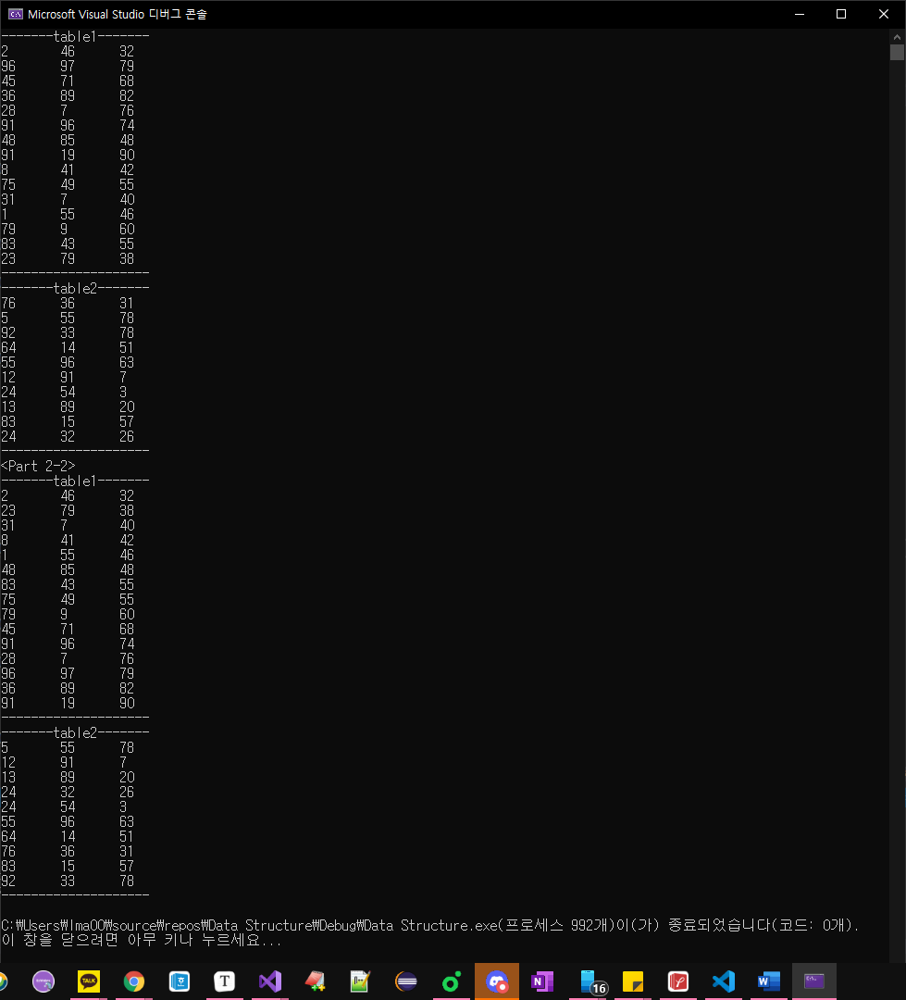 Microsoft Visual Studio 디버그 콘솔
-------table1-------
2 46 32
96 97 79
45 71 68
36 89 82
28 7 76
91 96 74
48 85 48
91 19 90
8 41 42
75 49 55
31 7 40
1 55 46
79 9 60
83 43 55
23 79 38
--------------------
-------table2-------
76 36 31
5 55 78
92 33 78
64 14 51
55 96 63
12 91 7
24 54 3
13 89 20
83 15 57
24 32 26
--------------------
<Part 2-2>
-------table1-------
2 46 32
23 79 38
31 7 40
8 41 42
1 55 46
48 85 48
83 43 55
75 49 55
79 9 60
45 71 68
91 96 74
28 7 76
96 97 79
36 89 82
91 19 90
--------------------
-------table2-------
5 55 78
12 91 7
13 89 20
24 32 26
24 54 3
55 96 63
64 14 51
76 36 31
83 15 57
92 33 78
--------------------
C:₩Users₩lma00₩source₩repos₩Data Structure₩Debug₩Data Structure.exe(프로세스 992개)이(가) 종료되었습니다(코드: 0개).
이 창을 닫으려면 아무 키나 누르세요...
TALK T N 16 W